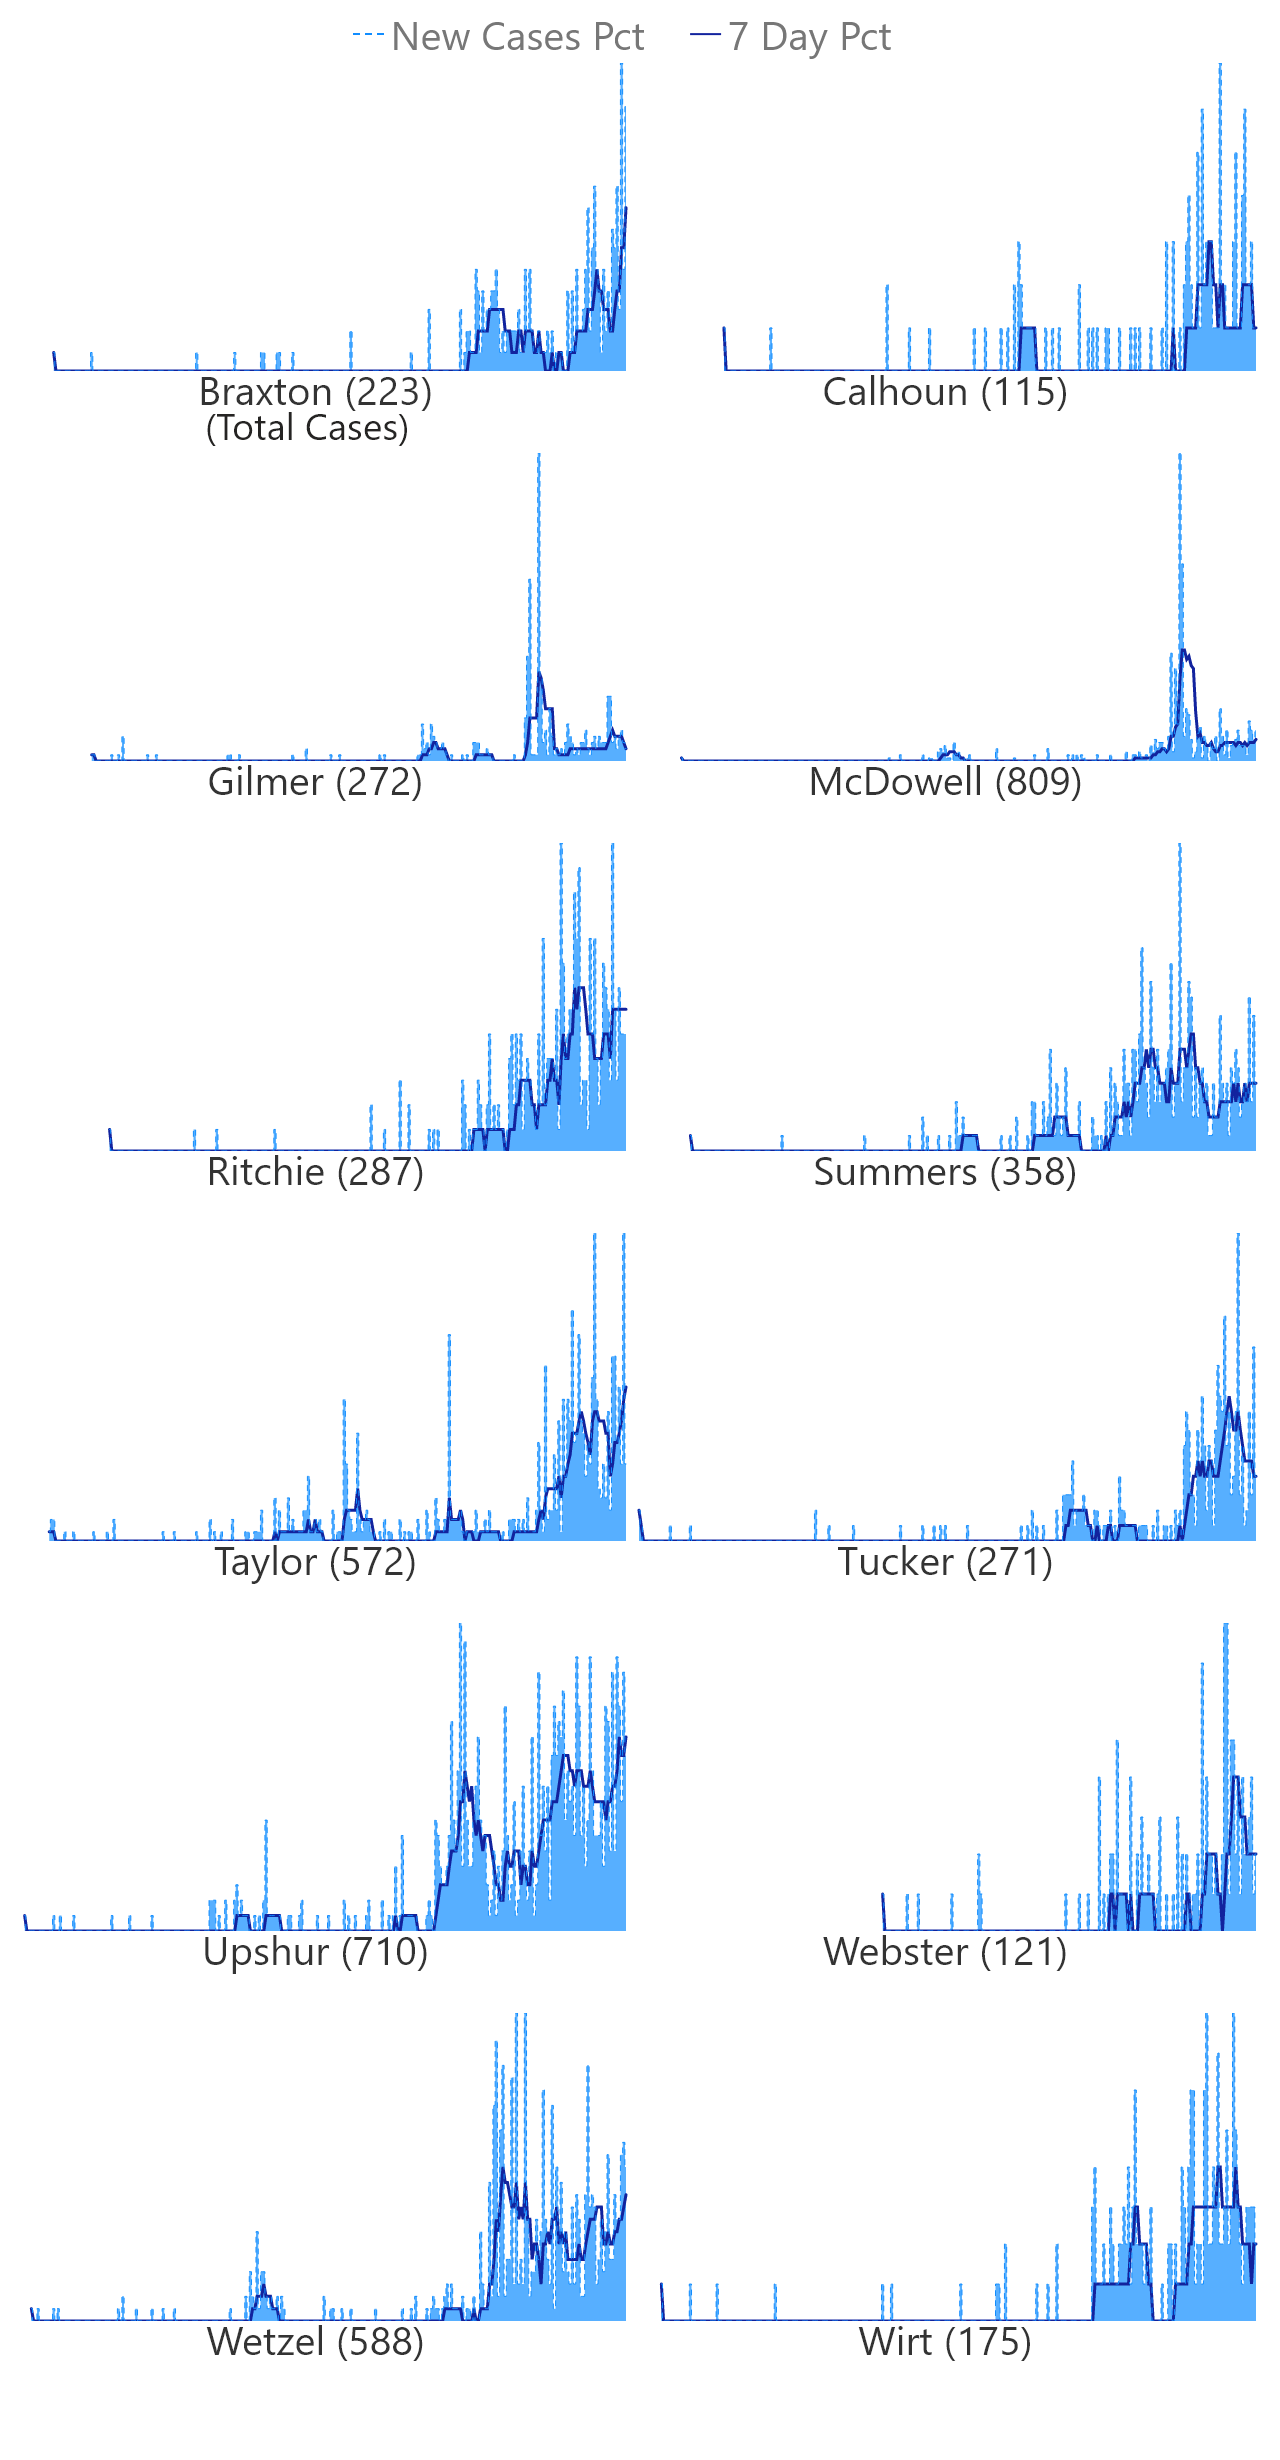 New Cases Pct 7 Day Pct
Braxton (223) Calhoun (115)
(Total Cases)
Gilmer (272) McDowell (809)
Ritchie (287) Summers (358)
Taylor (572) Tucker (271)
Upshur (710) Webster (121)
Wetzel (588) Wirt (175)